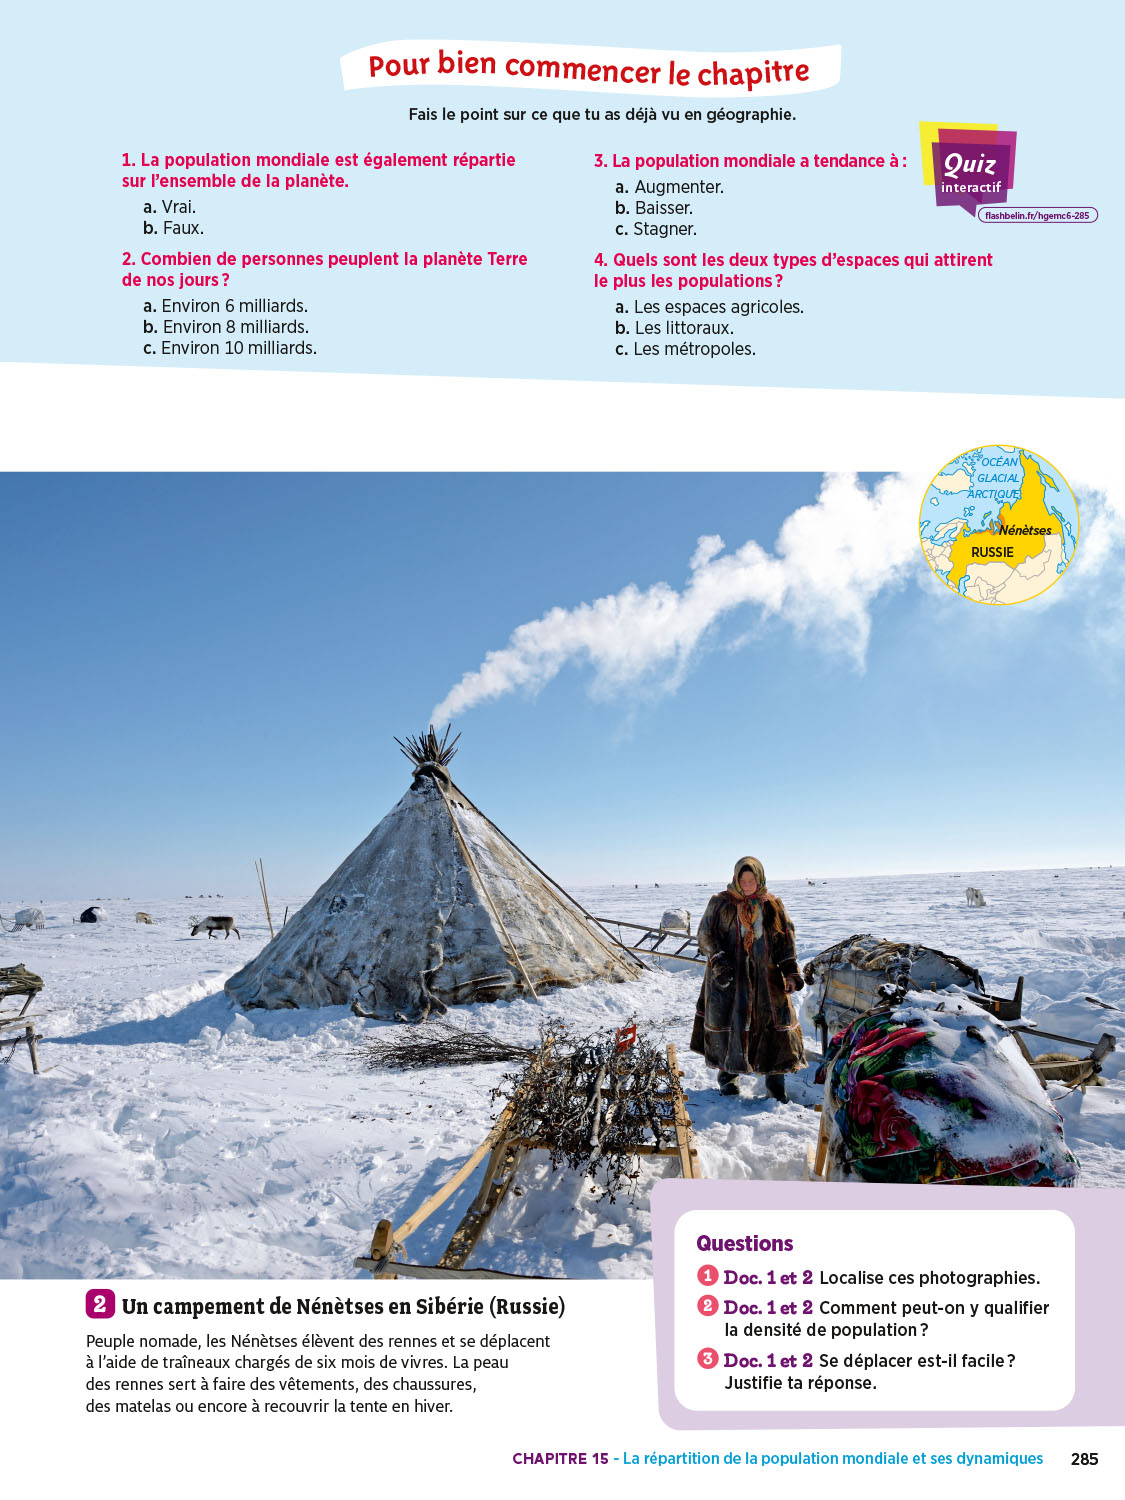 Pour bien commencer le chapitre
Fais le point sur ce que tu as déjà vu en géographie.
1. La population mondiale est également répartie
sur l'ensemble de la planète.
a. Vrai.
b. Faux.
2. Combien de personnes peuplent la planète Terre
de nos jours ?
a. Environ 6 milliards.
b. Environ 8 milliards.
c. Environ 10 milliards.
3. La population mondiale a tendance à :
a. Augmenter.
b. Baisser.
c. Stagner.
4. Quels sont les deux types d'espaces qui attirent
le plus les populations ?
a. Les espaces agricoles.
b. Les littoraux.
c. Les métropoles.
Quiz
interactif
flashbelin.fr/hgemc6-285
OCÉAN
GLACIAL
ARCTIQUE
Nénètses
RUSSIE
2 Un campement de Nénètses en Sibérie (Russie)
Peuple nomade, les Nénètses élèvent des rennes et se déplacent
à l'aide de traîneaux chargés de six mois de vivres. La peau
des rennes sert à faire des vêtements, des chaussures,
des matelas ou encore à recouvrir la tente en hiver.
Questions
1 Doc. 1 et 2 Localise ces photographies.
2 Doc. 1 et 2 Comment peut-on y qualifier
la densité de population ?
3 Doc. 1 et 2 Se déplacer est-il facile ?
Justifie ta réponse.
CHAPITRE 15 - La répartition de la population mondiale et ses dynamiques 285